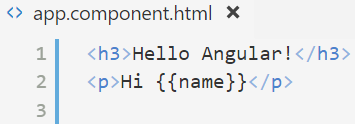 <> app.component.html ×
1 <h3>Hello Angular!</h3>
2 <p>Hi {{name}}</p>
3